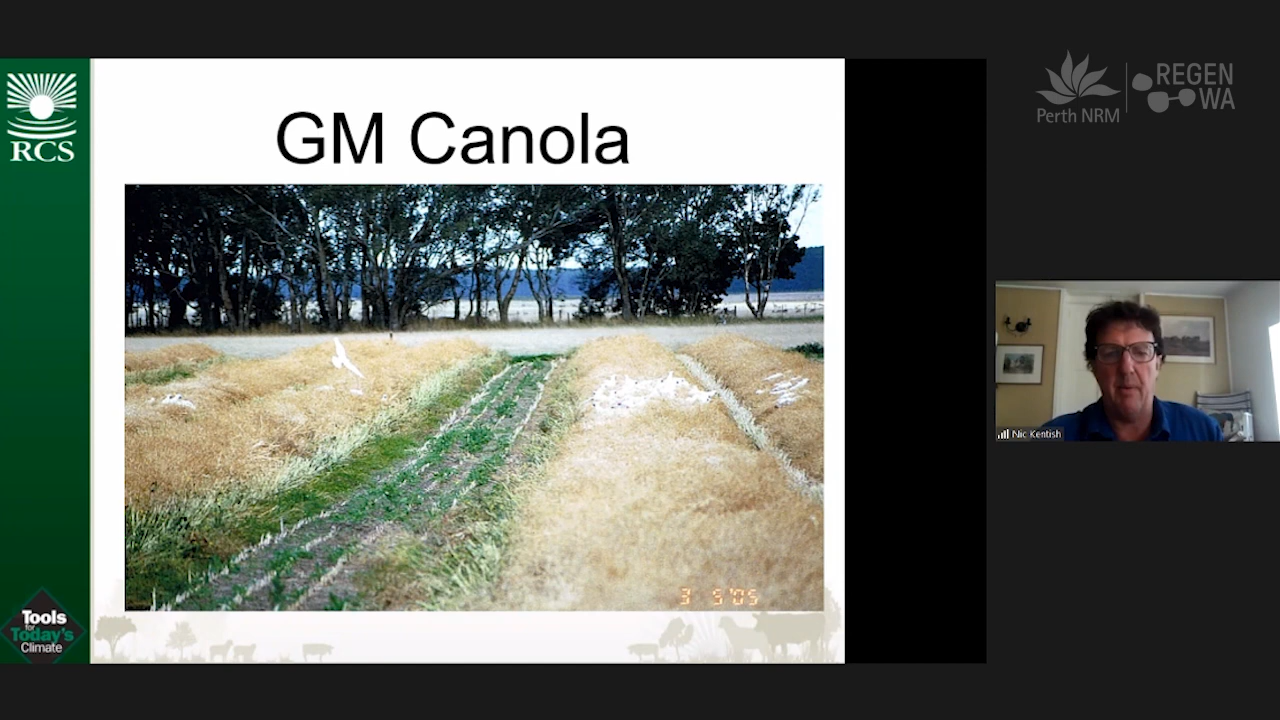 GM Canola
RCS
3 5'05
Tools
for
Today's
Climate
Perth NRM
REGEN
WA
Nic Kentish